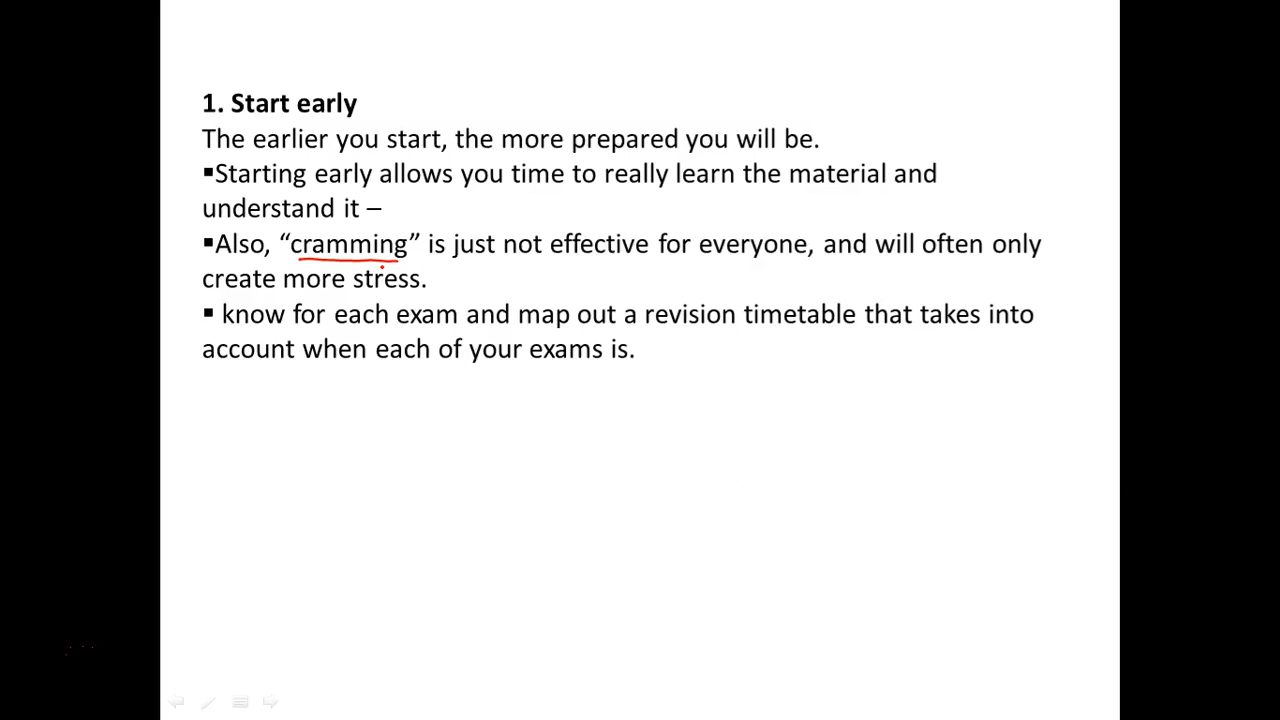 1. Start early
The earlier you start, the more prepared you will be.
▪Starting early allows you time to really learn the material and
understand it –
▪Also, “cramming” is just not effective for everyone, and will often only
create more stress.
▪ know for each exam and map out a revision timetable that takes into
account when each of your exams is.